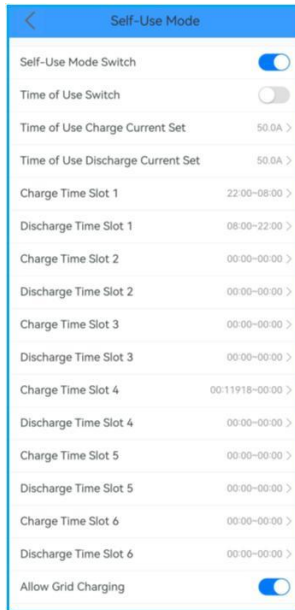 Self-Use Mode
Self-Use Mode Switch
Time of Use Switch
Time of Use Charge Current Set 50.0A >
Time of Use Discharge Current Set 50.0A >
Charge Time Slot 1 22:00~08:00 >
Discharge Time Slot 1 08:00~22:00 >
Charge Time Slot 2 00:00~00:00 >
Discharge Time Slot 2 00:00~00:00 >
Charge Time Slot 3 00:00~00:00 >
Discharge Time Slot 3 00:00~00:00 >
Charge Time Slot 4 00:11918~00:00 >
Discharge Time Slot 4 00:00~00:00 >
Charge Time Slot 5 00:00~00:00 >
Discharge Time Slot 5 00:00~00:00 >
Charge Time Slot 6 00:00~00:00 >
Discharge Time Slot 6 00:00~00:00 >
Allow Grid Charging